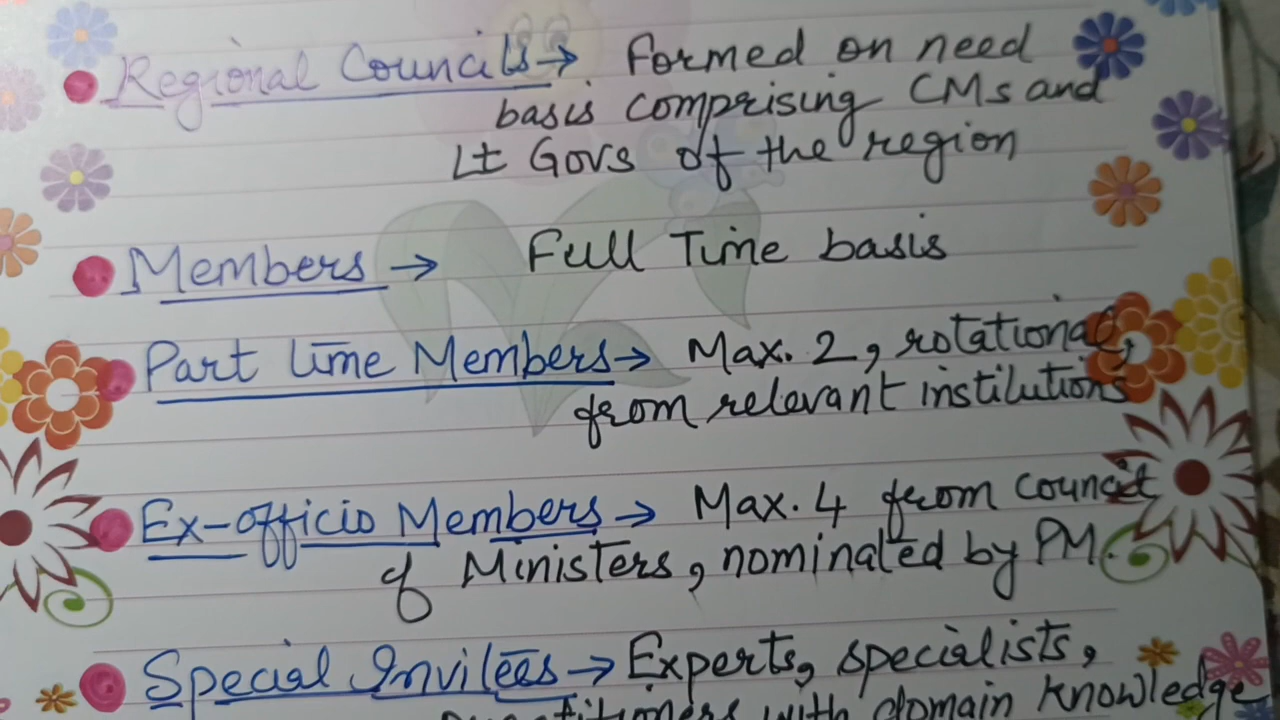 Regional Councils → Formed on need
basis comprising CMs and
Lt Govs of the region
Members → Full Time basis
Part time Members → Max. 2, rotational,
from relevant institutions
Ex-officio Members → Max. 4 from council
of Ministers, nominated by PM.
Special Invitees → Experts, specialists,
with domain knowledge